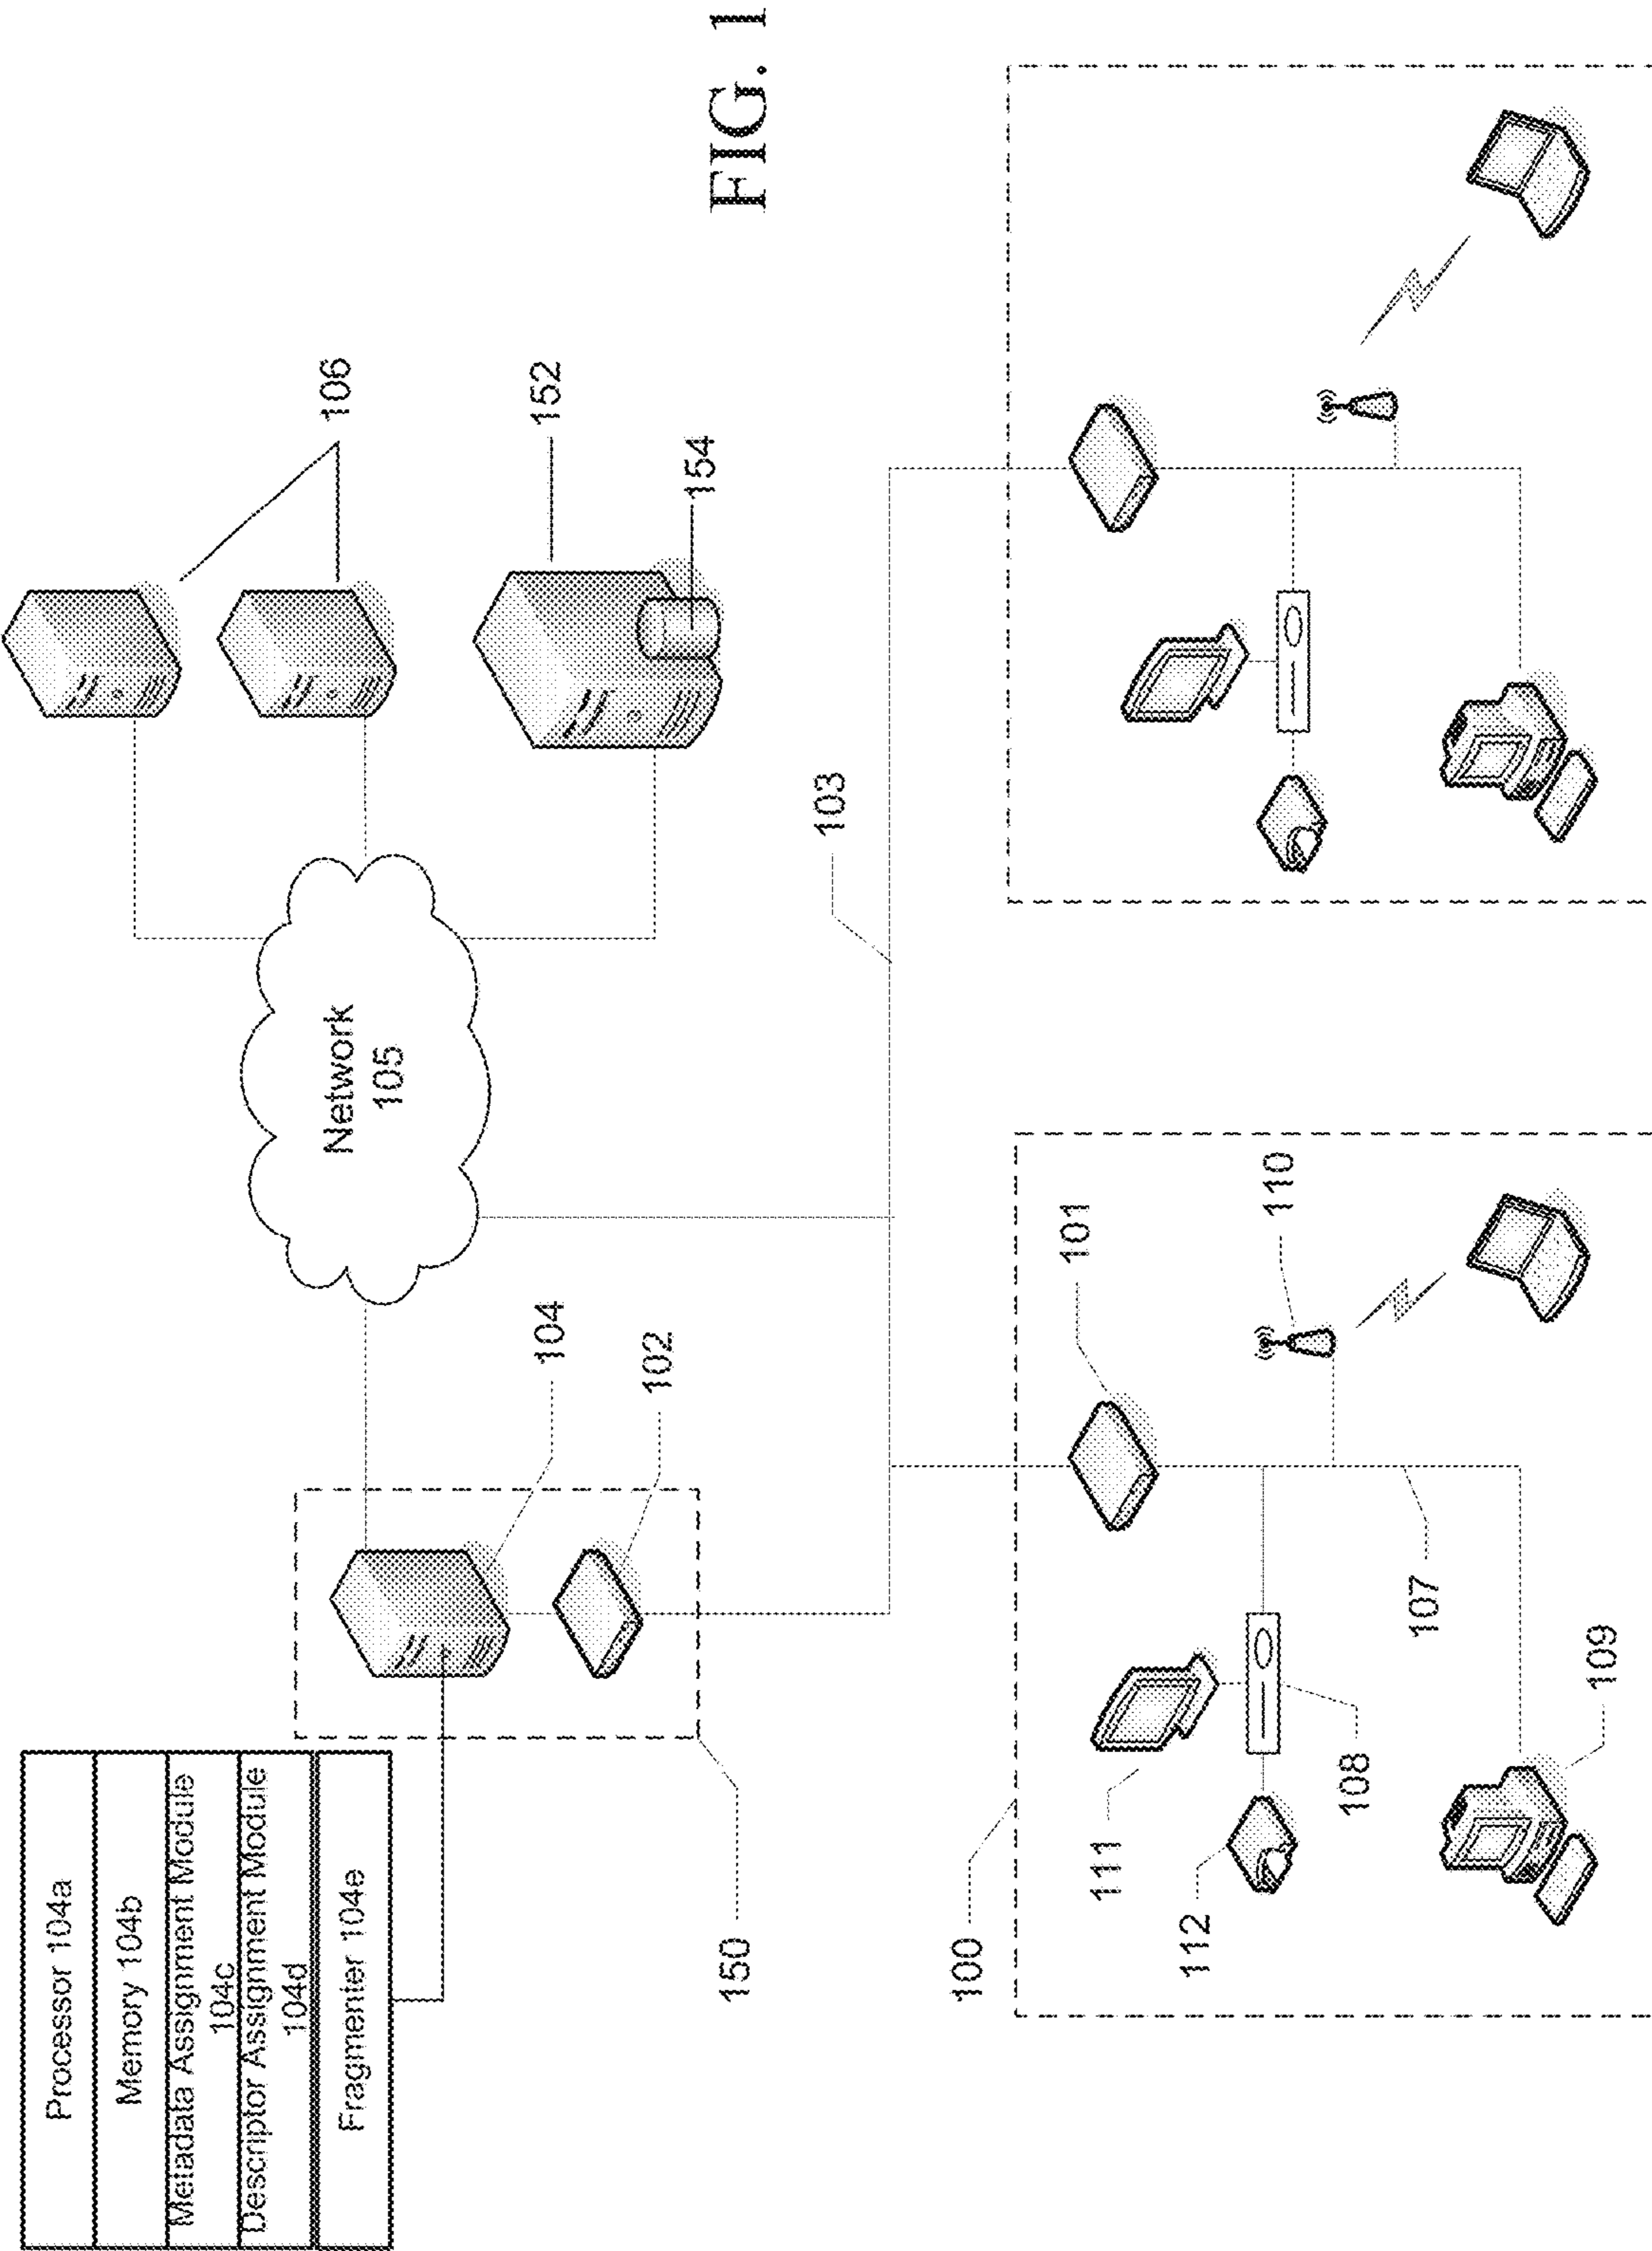 Processor 104a
Memory 104b
Metadata Assignment Module
104c
Descriptor Assignment Module
104d
Fragmenter 104e
104
102
150
Network
105
106
152
154
FIG. 1
103
100
101
110
111
112
108
107
109